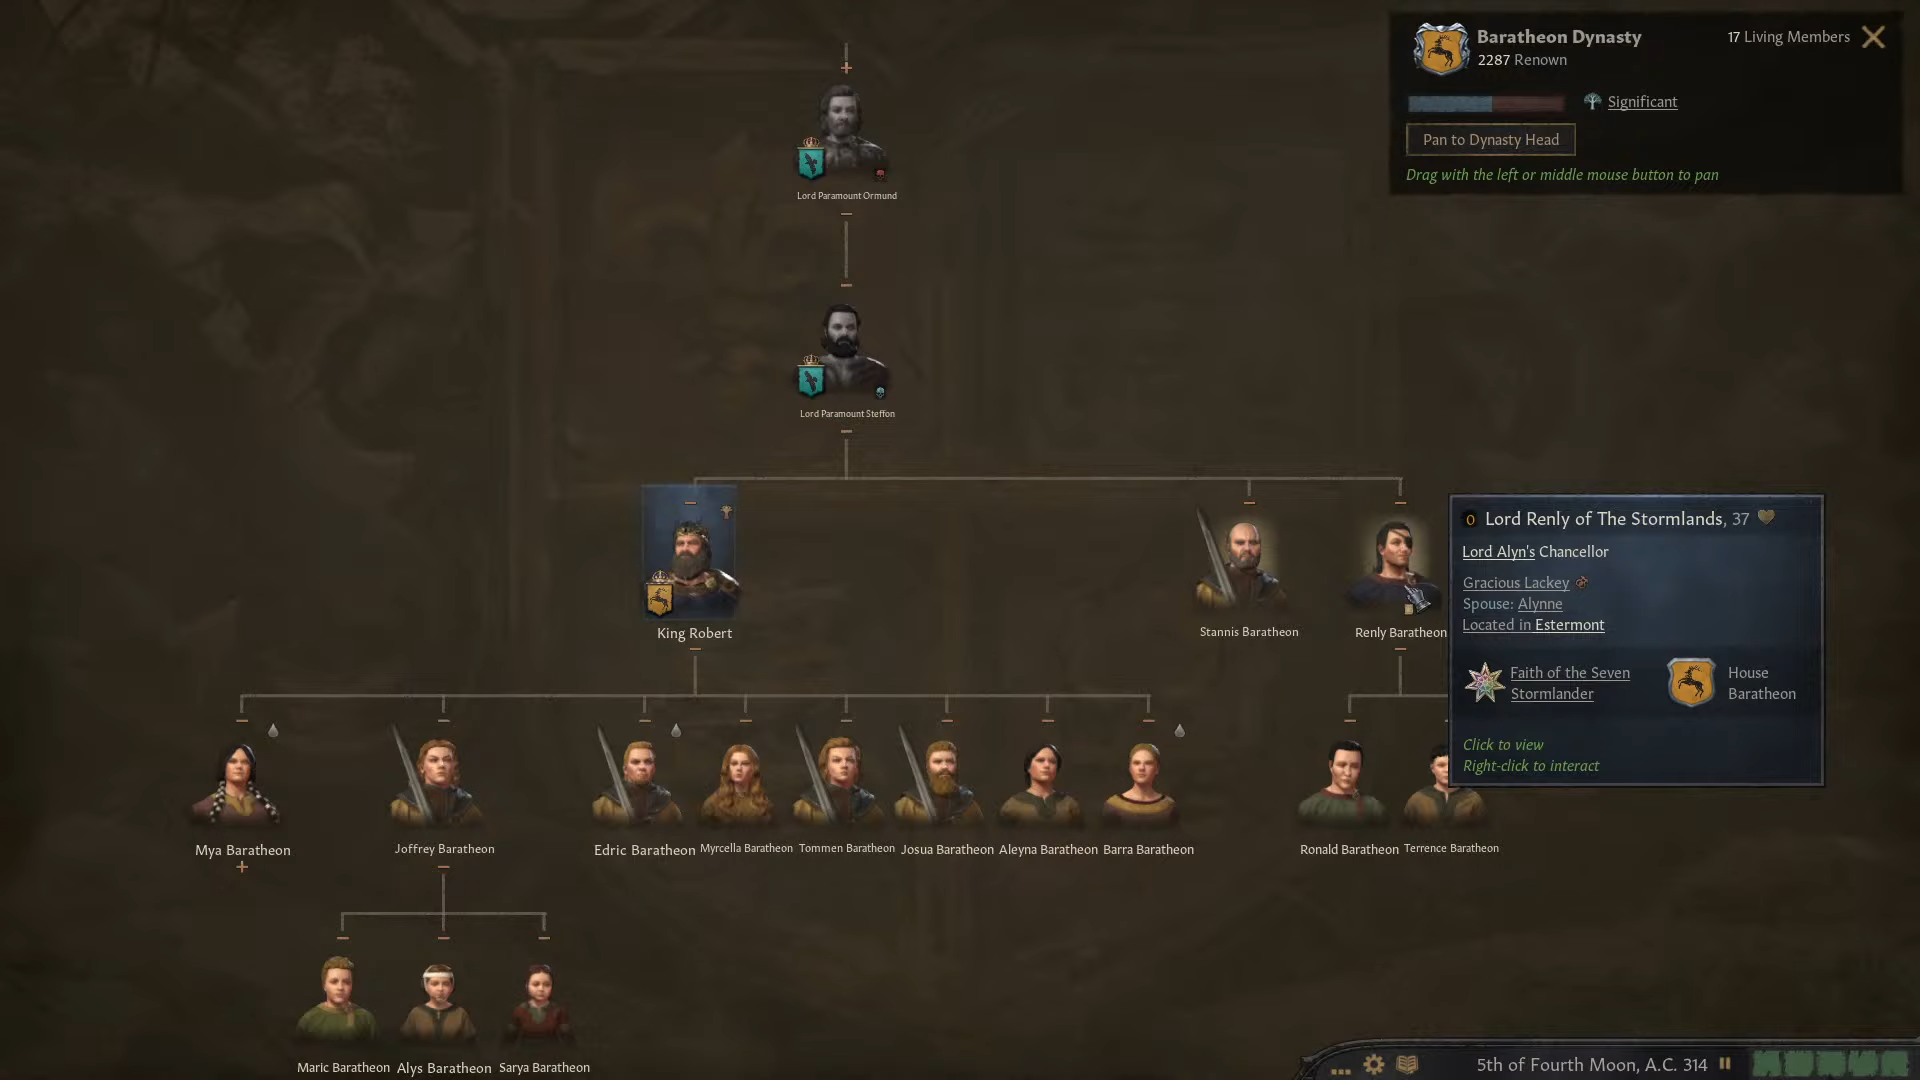 Baratheon Dynasty
17 Living Members
2287 Renown
Significant
Pan to Dynasty Head
Drag with the left or middle mouse button to pan
Lord Paramount Ormund
Lord Paramount Steffon
King Robert
Stannis Baratheon
Renly Baratheon
0 Lord Renly of The Stormlands, 37
Lord Alyn's Chancellor
Gracious Lackey
Spouse: Alynne
Located in Estermont
Faith of the Seven
Stormlander
House
Baratheon
Click to view
Right-click to interact
Mya Baratheon
Joffrey Baratheon
Edric Baratheon
Myrcella Baratheon
Tommen Baratheon
Josua Baratheon
Aleyna Baratheon
Barra Baratheon
Ronald Baratheon
Terrence Baratheon
Maric Baratheon
Alys Baratheon
Sarya Baratheon
5th of Fourth Moon, A.C. 314